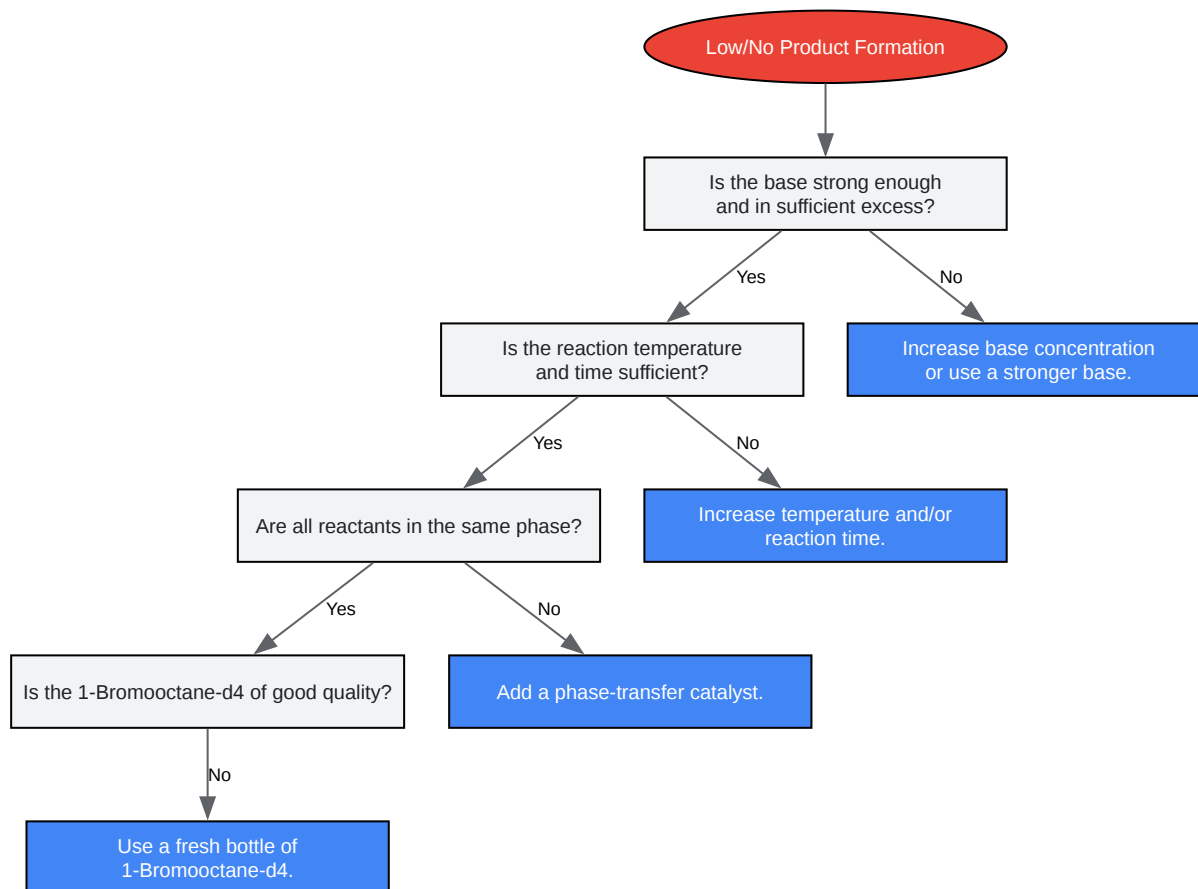 Low/No Product Formation
Is the base strong enough
and in sufficient excess?
Yes
No
Is the reaction temperature
and time sufficient?
Increase base concentration
or use a stronger base.
Yes
No
Are all reactants in the same phase?
Increase temperature and/or
reaction time.
Yes
No
Is the 1-Bromooctane-d4 of good quality?
Add a phase-transfer catalyst.
No
Use a fresh bottle of
1-Bromooctane-d4.